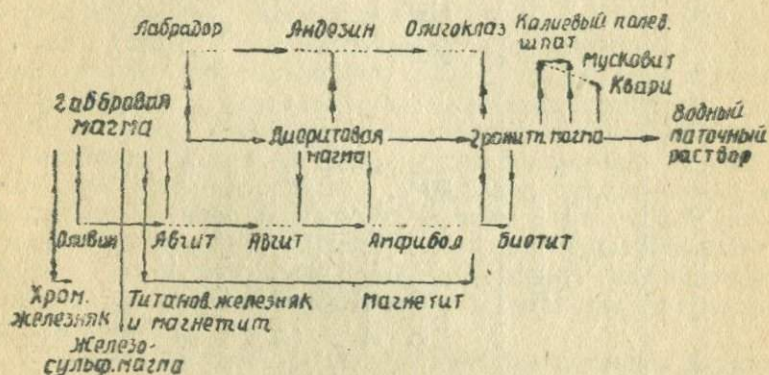 Лабрадор Андезин Олигоклаз
Калиевый полев.
шпат
Мусковит
Кварц
Габбровая
магма
Диоритовая
магма
Гранитн. магма
Водный
маточный
раствор
Оливин Авгит Авгит Амфибол Биотит
Хром.
железняк
Титанов. железняк
и магнетит
Магнетит
Железо-
сульф. магма